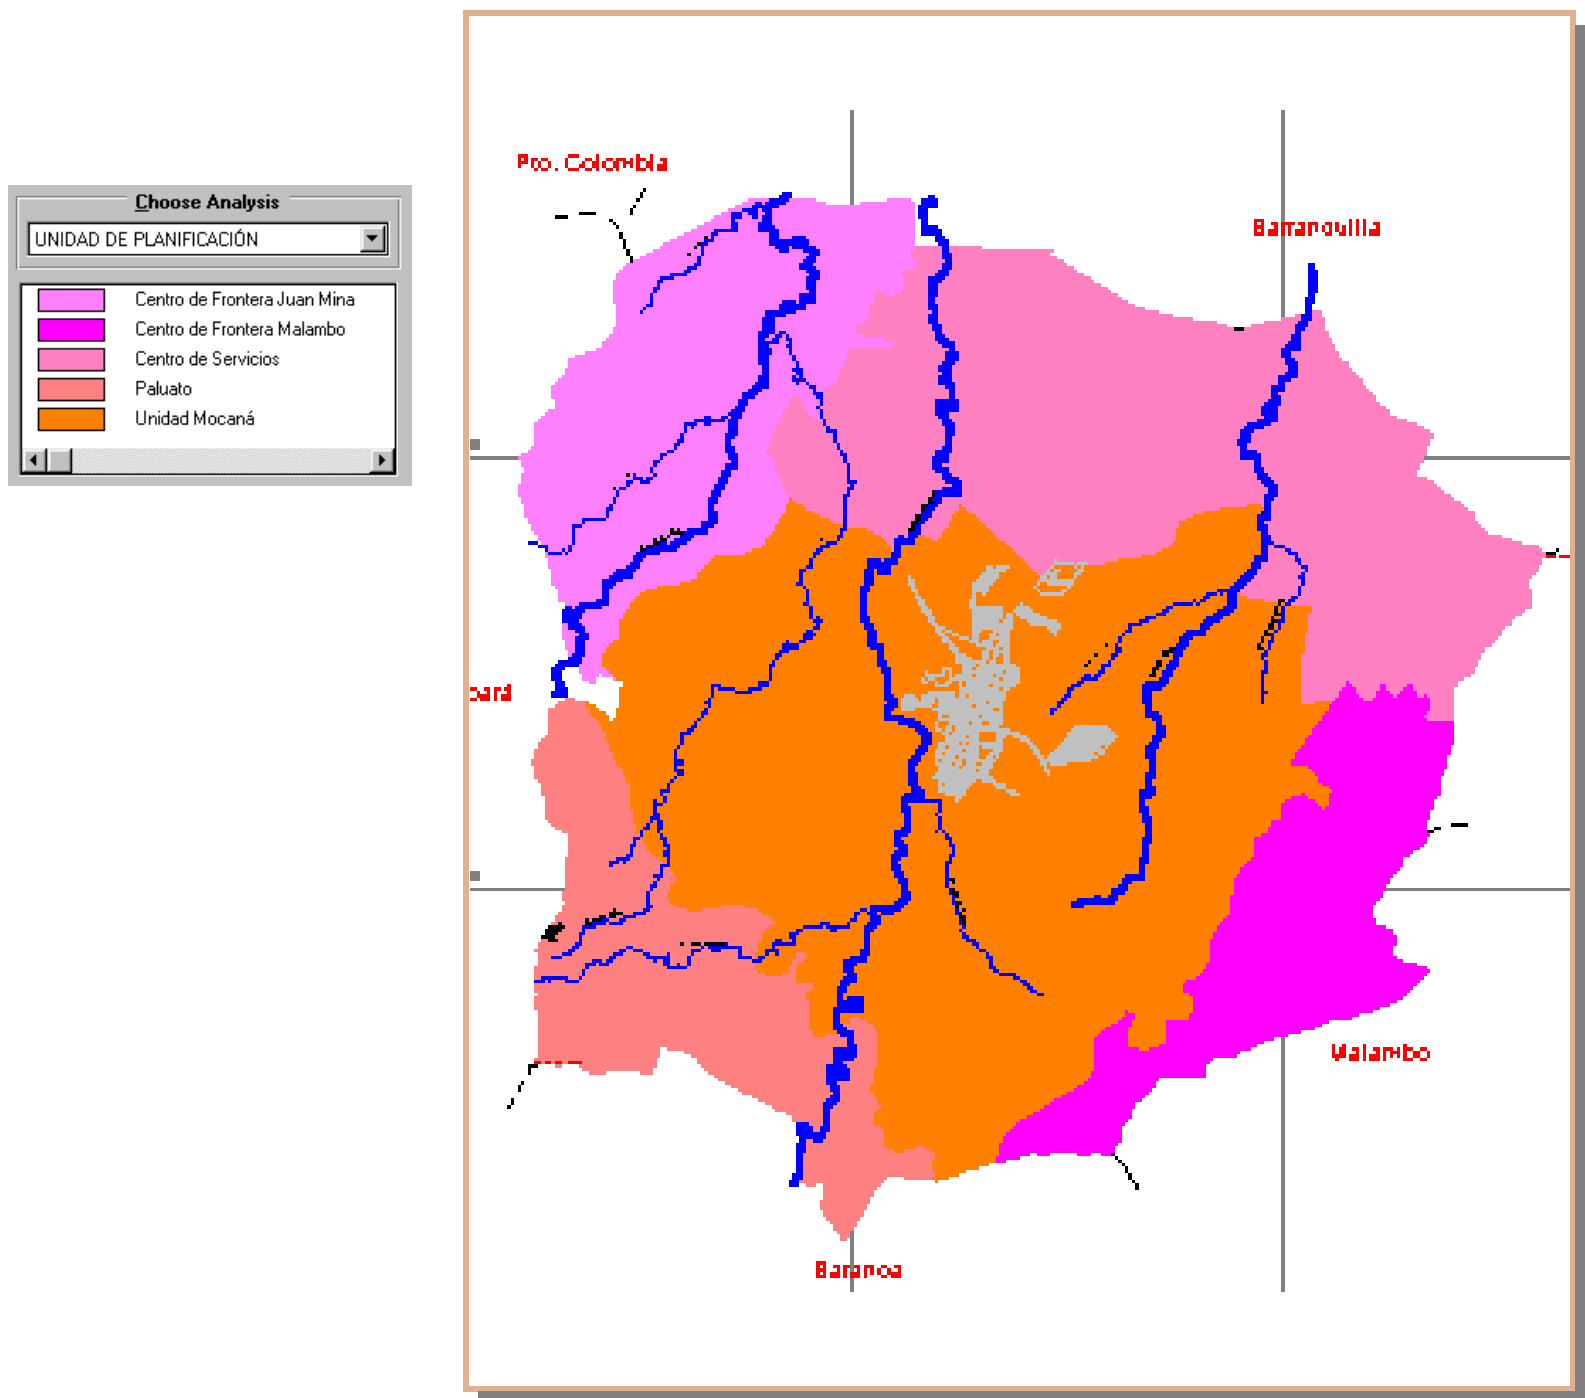 Choose Analysis
UNIDAD DE PLANIFICACIÓN
Centro de Frontera Juan Mina
Centro de Frontera Malambo
Centro de Servicios
Paluato
Unidad Mocaná
Pto. Colombia
Barranquilla
Malambo
Baranoa